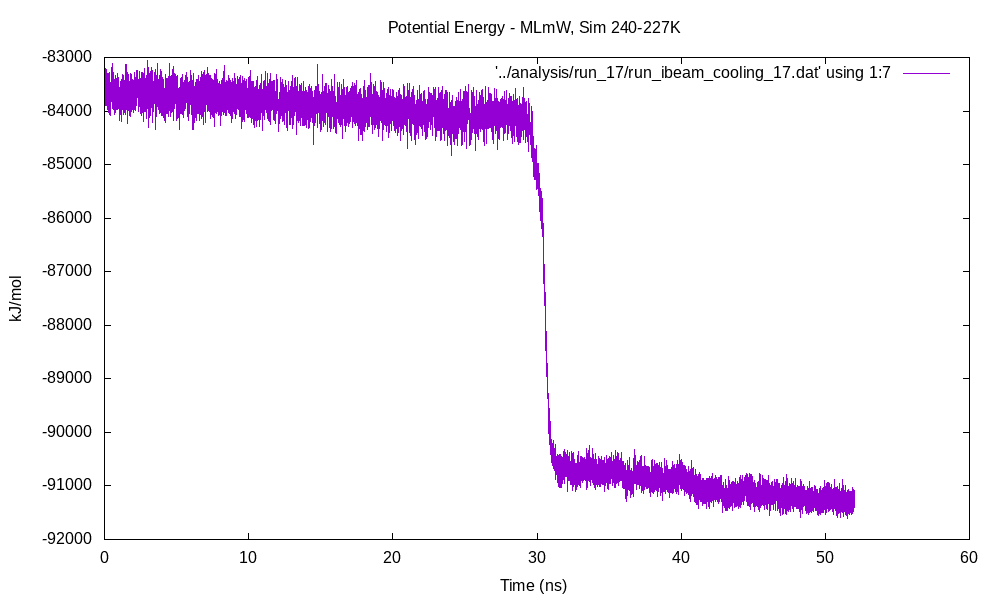 Potential Energy - MLmW, Sim 240-227K
'../analysis/run_17/run_ibeam_cooling_17.dat' using 1:7
-83000
-84000
-85000
-86000
-87000
-88000
-89000
-90000
-91000
-92000
kJ/mol
0 10 20 30 40 50 60
Time (ns)